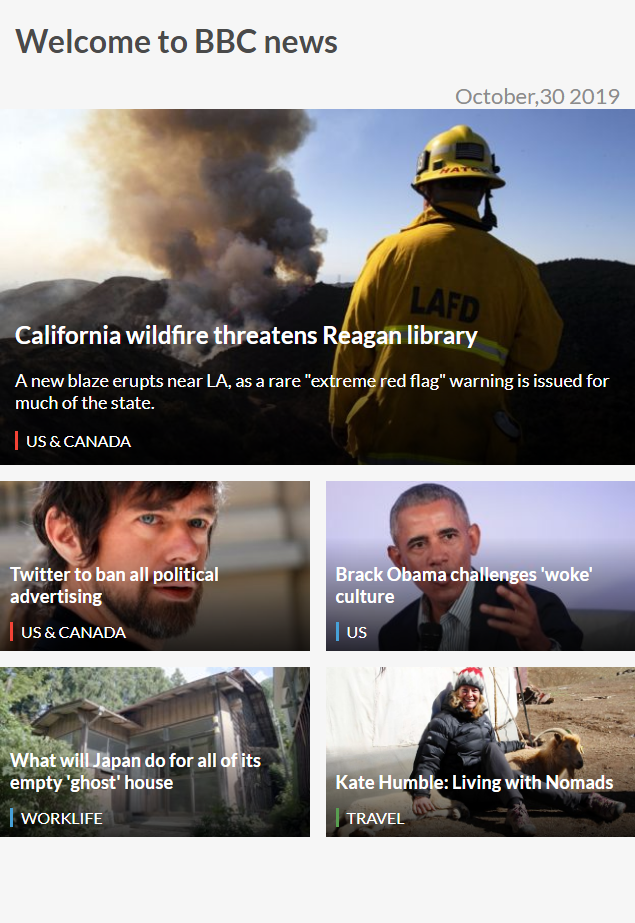 Welcome to BBC news
October,30 2019
HATC
LAFD
California wildfire threatens Reagan library
A new blaze erupts near LA, as a rare "extreme red flag" warning is issued for
much of the state.
US & CANADA
Twitter to ban all political
advertising
US & CANADA
Brack Obama challenges 'woke'
culture
US
What will Japan do for all of its
empty 'ghost' house
WORKLIFE
Kate Humble: Living with Nomads
TRAVEL